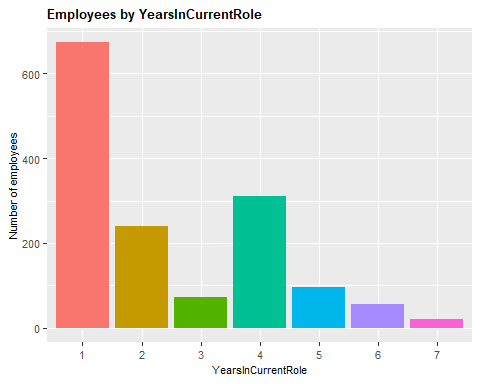 Employees by YearsInCurrentRole
Number of employees
600
400
200
0
1 2 3 4 5 6 7
YearsInCurrentRole